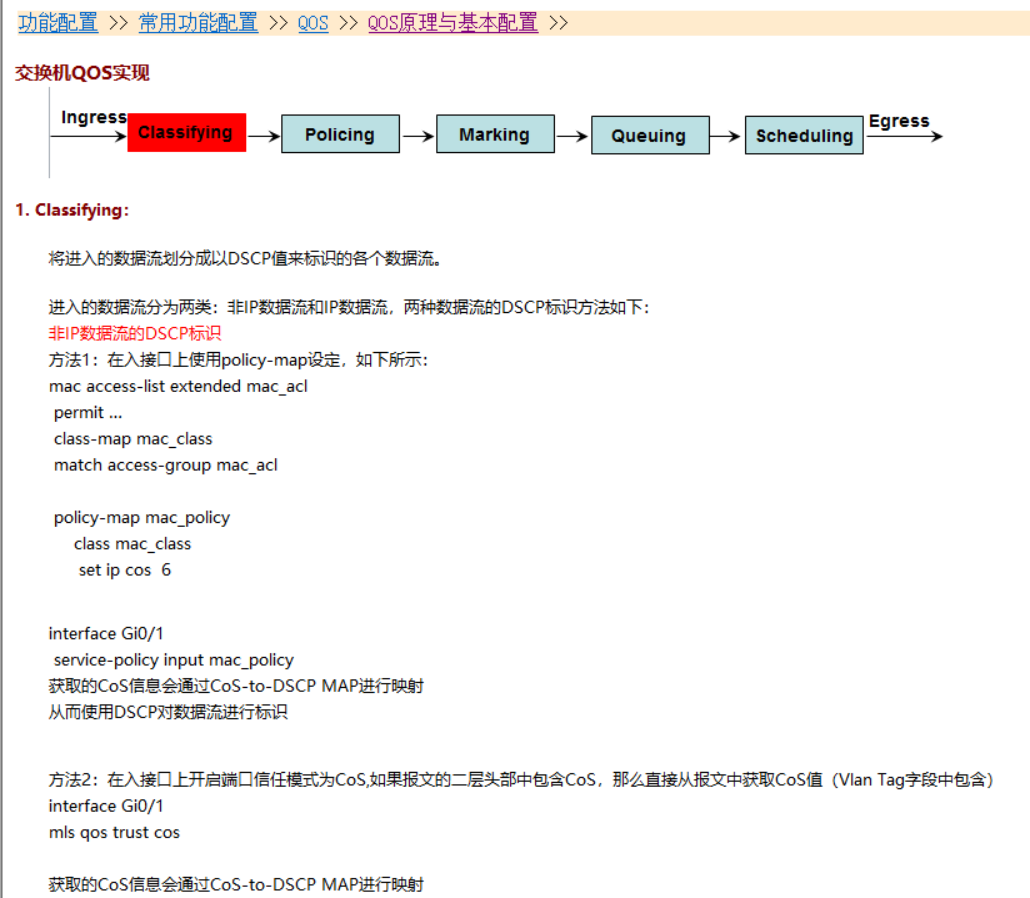 功能配置 >> 常用功能配置 >> QOS >> QOS原理与基本配置 >>
交换机QOS实现
Ingress Classifying Policing Marking Queuing Scheduling Egress
1. Classifying：
将进入的数据流划分成以DSCP值来标识的各个数据流。
进入的数据流分为两类：非IP数据流和IP数据流，两种数据流的DSCP标识方法如下：
非IP数据流的DSCP标识
方法1：在入接口上使用policy-map设定，如下所示：
mac access-list extended mac_acl
permit ...
class-map mac_class
match access-group mac_acl
policy-map mac_policy
class mac_class
set ip cos 6
interface Gi0/1
service-policy input mac_policy
获取的CoS信息会通过CoS-to-DSCP MAP进行映射
从而使用DSCP对数据流进行标识
方法2：在入接口上开启端口信任模式为CoS,如果报文的二层头部中包含CoS，那么直接从报文中获取CoS值（Vlan Tag字段中包含）
interface Gi0/1
mls qos trust cos
获取的CoS信息会通过CoS-to-DSCP MAP进行映射